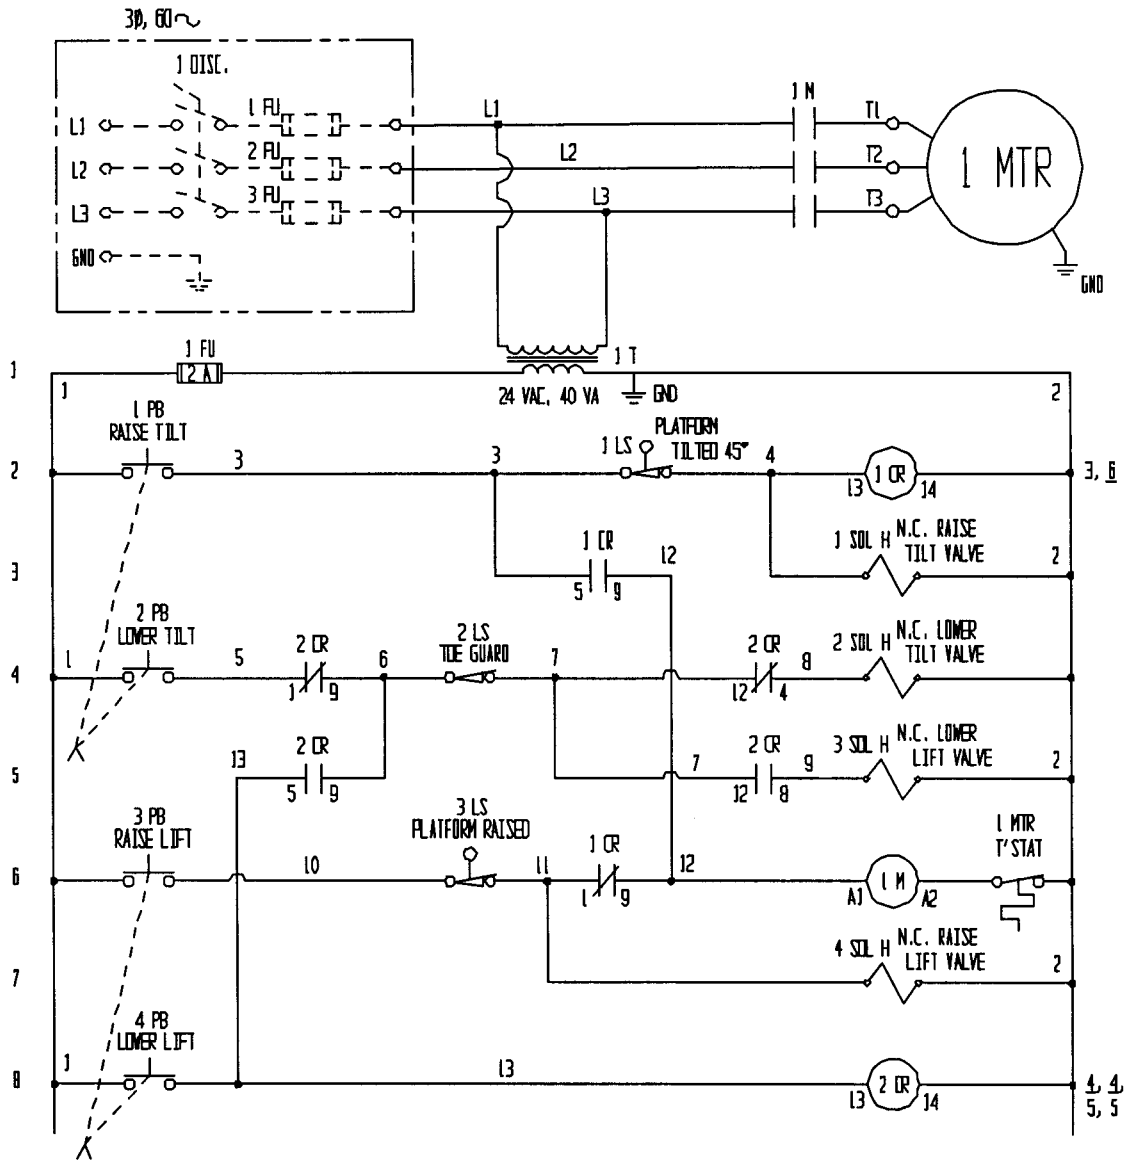 3Ø, 60~
1 DISC.
L1
1 FU
L1
1 M
T1
L2
2 FU
L2
T2
1 MTR
L3
3 FU
L3
T3
GND
GND
1 FU
1 T
1
2 A
1
24 VAC, 40 VA
GND
2
1 PB
RAISE TILT
PLATFORM
TILTED 45°
1 LS
2
3
3
4
1 CR
13
14
3, 6
1 CR
12
1 SOL H
N.C. RAISE
TILT VALVE
2
3
5
9
2 PB
LOWER TILT
2 CR
2 LS
TOE GUARD
2 CR
2 SOL H
N.C. LOWER
TILT VALVE
4
1
5
6
7
8
2
1
9
12
4
2 CR
2 CR
3 SOL H
N.C. LOWER
LIFT VALVE
5
13
7
9
2
5
9
12
8
3 PB
RAISE LIFT
3 LS
PLATFORM RAISED
1 CR
1 MTR
T'STAT
6
10
11
12
1 M
1
9
A1
A2
4 SOL H
N.C. RAISE
LIFT VALVE
7
2
4 PB
LOWER LIFT
8
1
13
2 CR
13
14
4, 4,
5, 5